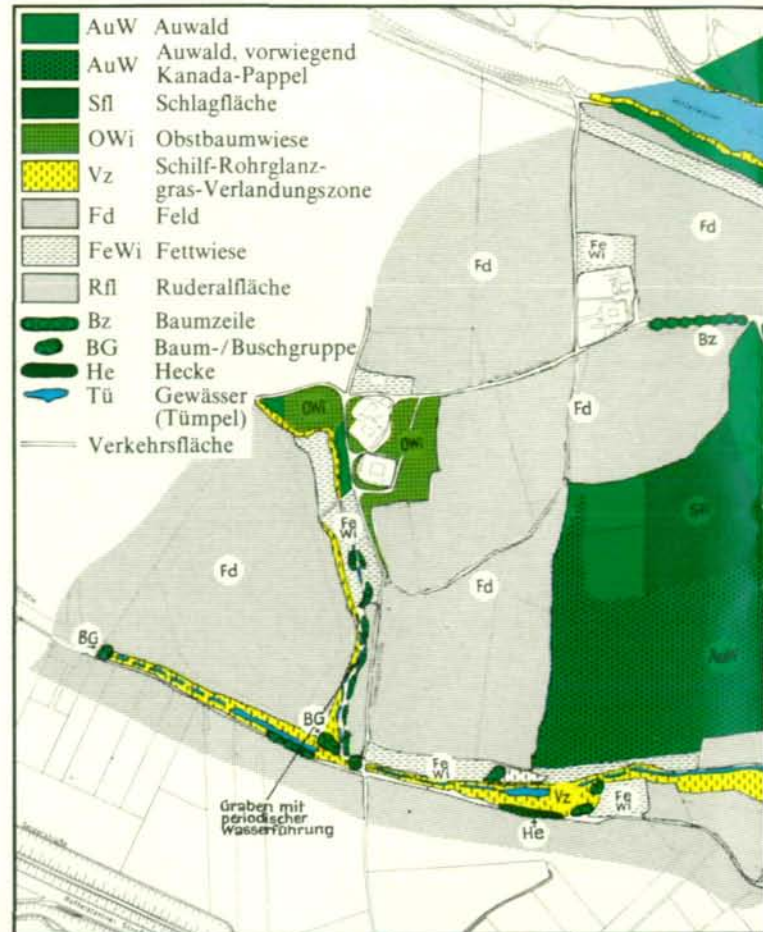 AuW Auwald
AuW Auwald, vorwiegend
Kanada-Pappel
Sfl Schlagfläche
OWi Obstbaumwiese
Vz Schilf-Rohrglanz-
gras-Verlandungszone
Fd Feld
FeWi Fettwiese
Rfl Ruderalfläche
Bz Baumzeile
BG Baum-/Buschgruppe
He Hecke
Tü Gewässer
(Tümpel)
Verkehrsfläche
Fd
Fe
Wi
Fd
Bz
OWi
OWi
Fd
Sfl
Fe
Wi
Fd
Fd
BG
AuW
BG
Fe
Wi
Vz
Fe
Wi
Graben mit
periodischer
Wasserführung
He